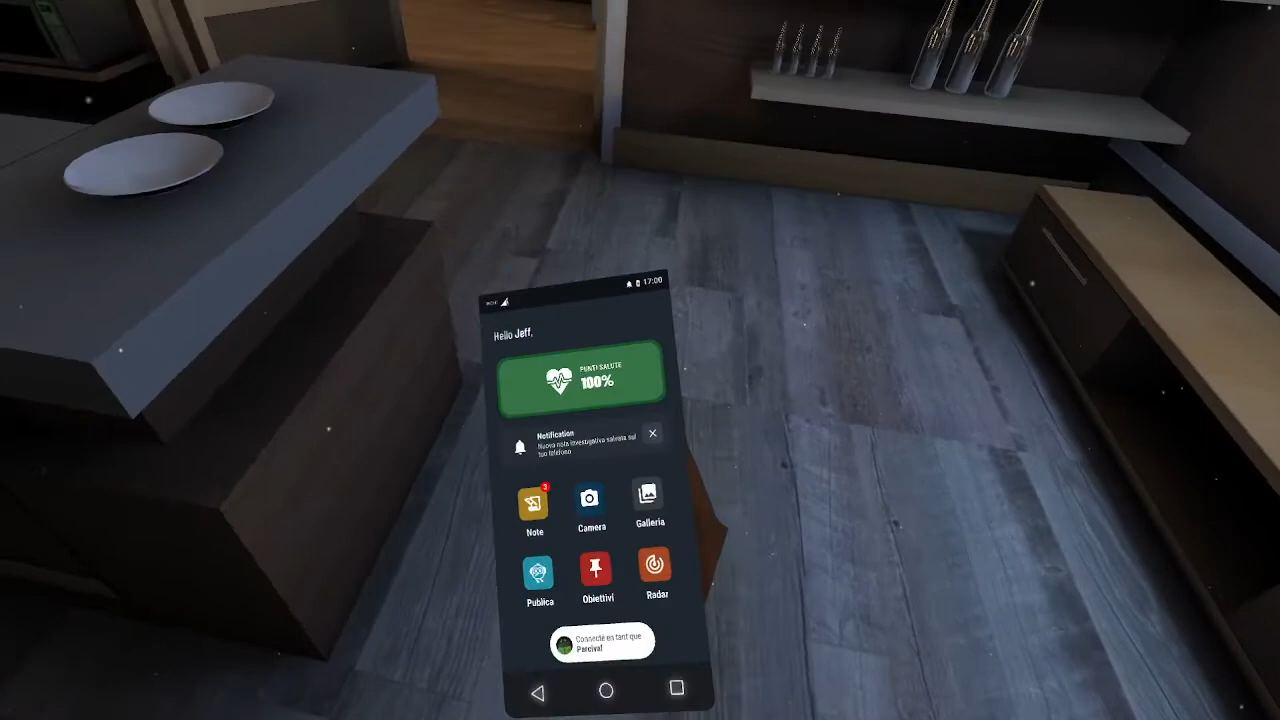 17:00
Hello Jeff,
PUNTI SALUTE
100%
Notification
Nuova nota investigativa salvata sul
tuo telefono
3
Note
Camera
Galleria
Publica
Obiettivi
Radar
Connecté en tant que
Parcival